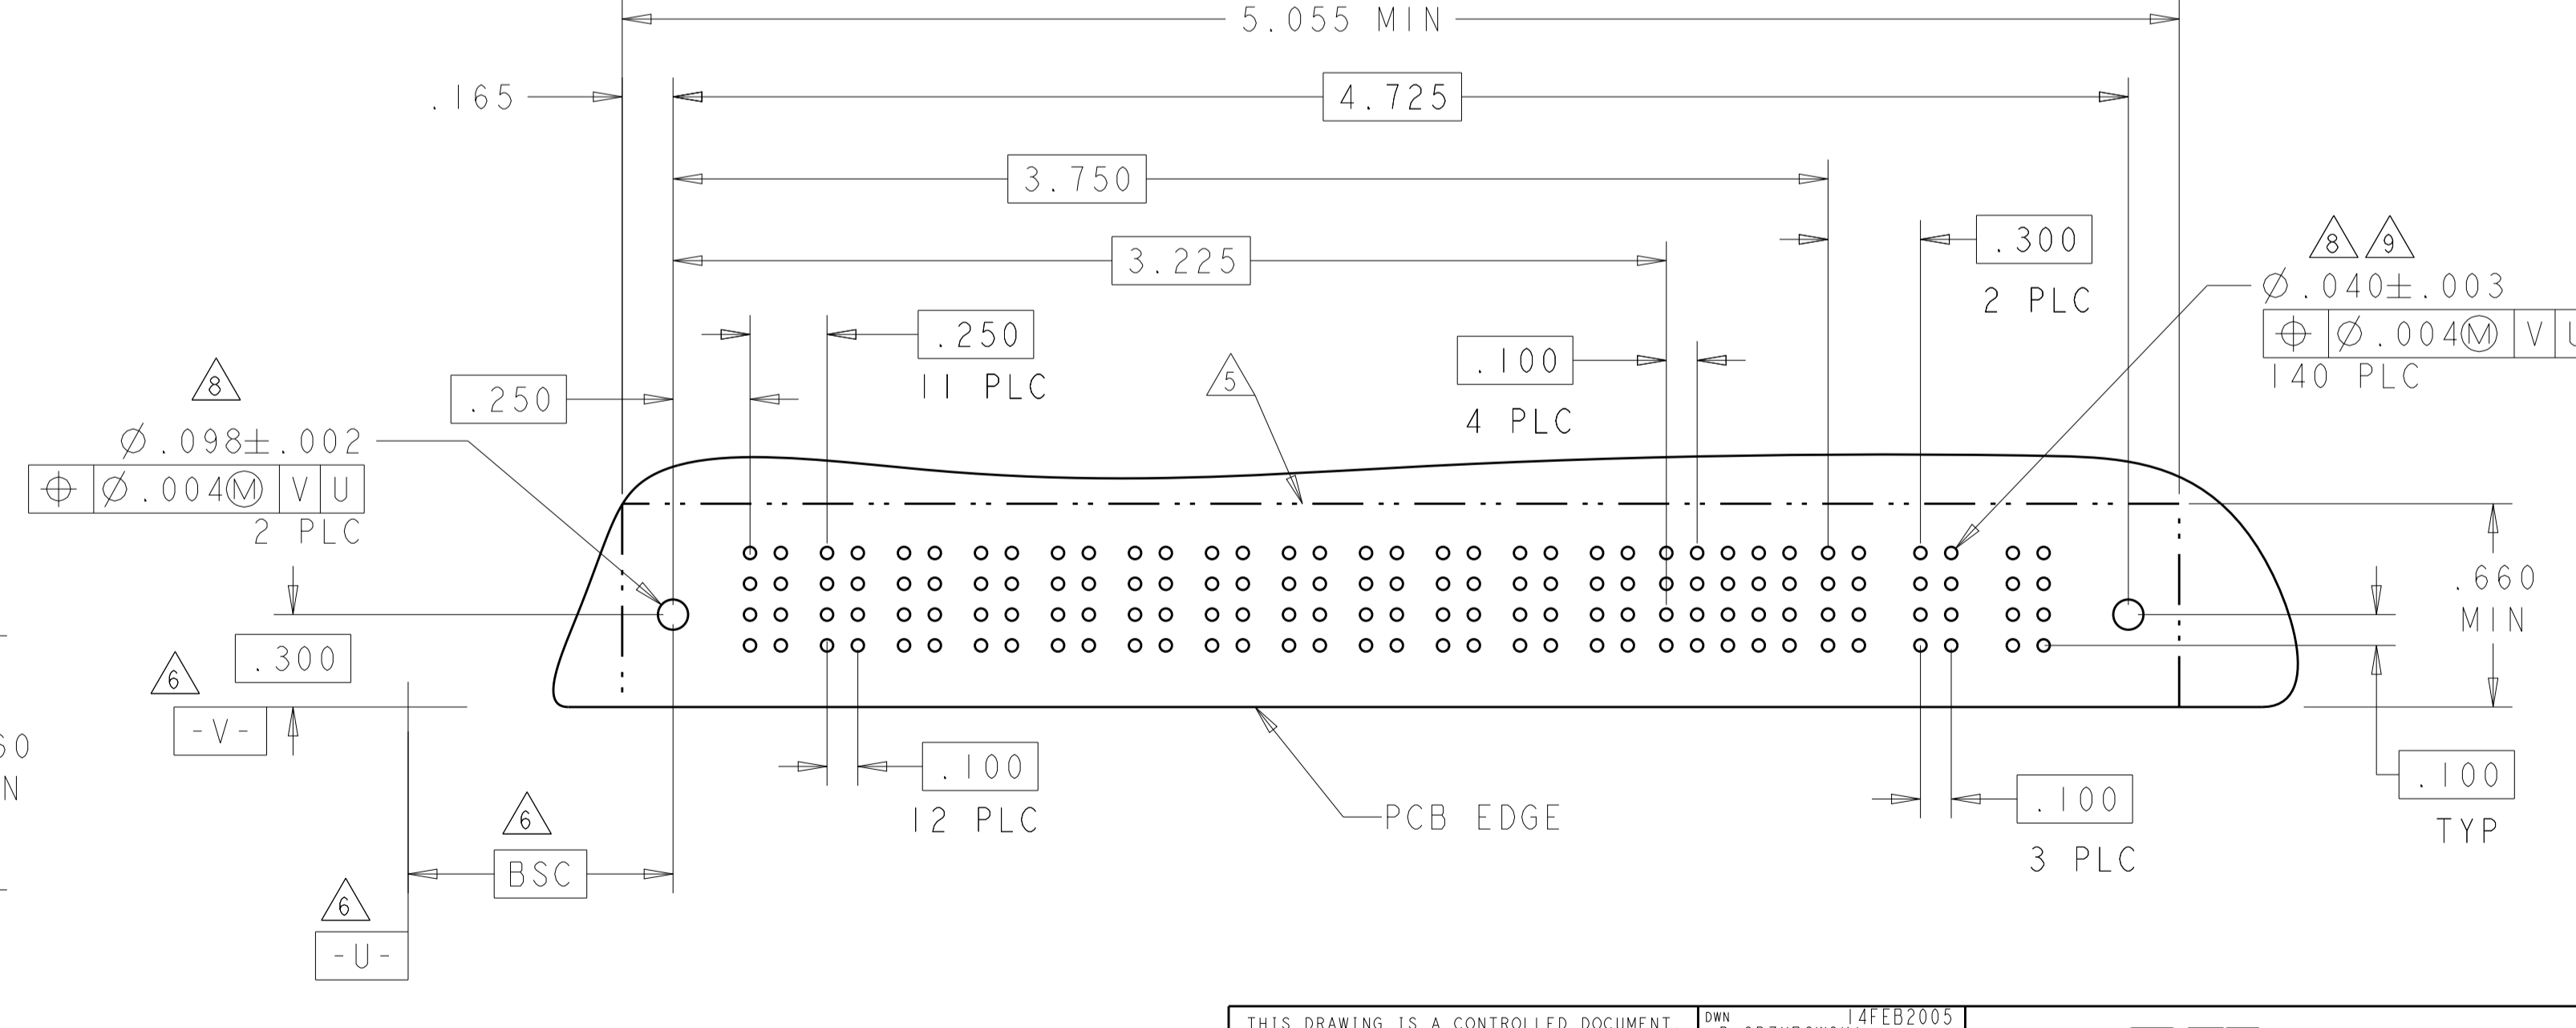 5.055 MIN
.165
4.725
3.750
.300
2 PLC
3.225
8 9
Ø.040±.003
⌖ Ø.004Ⓜ V
140 PLC
.250
11 PLC
.100
4 PLC
5
8
.250
Ø.098±.002
⌖ Ø.004Ⓜ V U
2 PLC
.660
MIN
.300
6
-V-
.100
12 PLC
.100
3 PLC
.100
TYP
PCB EDGE
6
BSC
6
-U-
THIS DRAWING IS A CONTROLLED DOCUMENT
DWN 14FEB2005